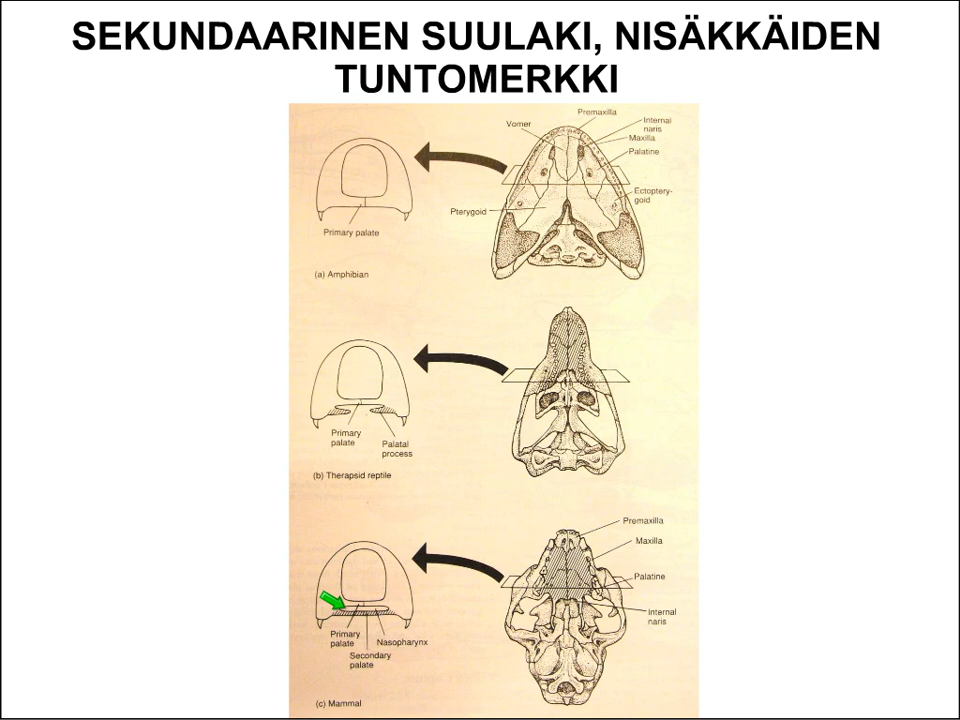 SEKUNDAARINEN SUULAKI, NISÄKKÄIDEN
TUNTOMERKKI
Premaxilla
Vomer
Internal
naris
Maxilla
Palatine
Ectoptery-
goid
Pterygoid
Primary palate
(a) Amphibian
Primary
palate
Palatal
process
(b) Therapsid reptile
Premaxilla
Maxilla
Palatine
Internal
naris
Primary
palate
Nasopharynx
Secondary
palate
(c) Mammal